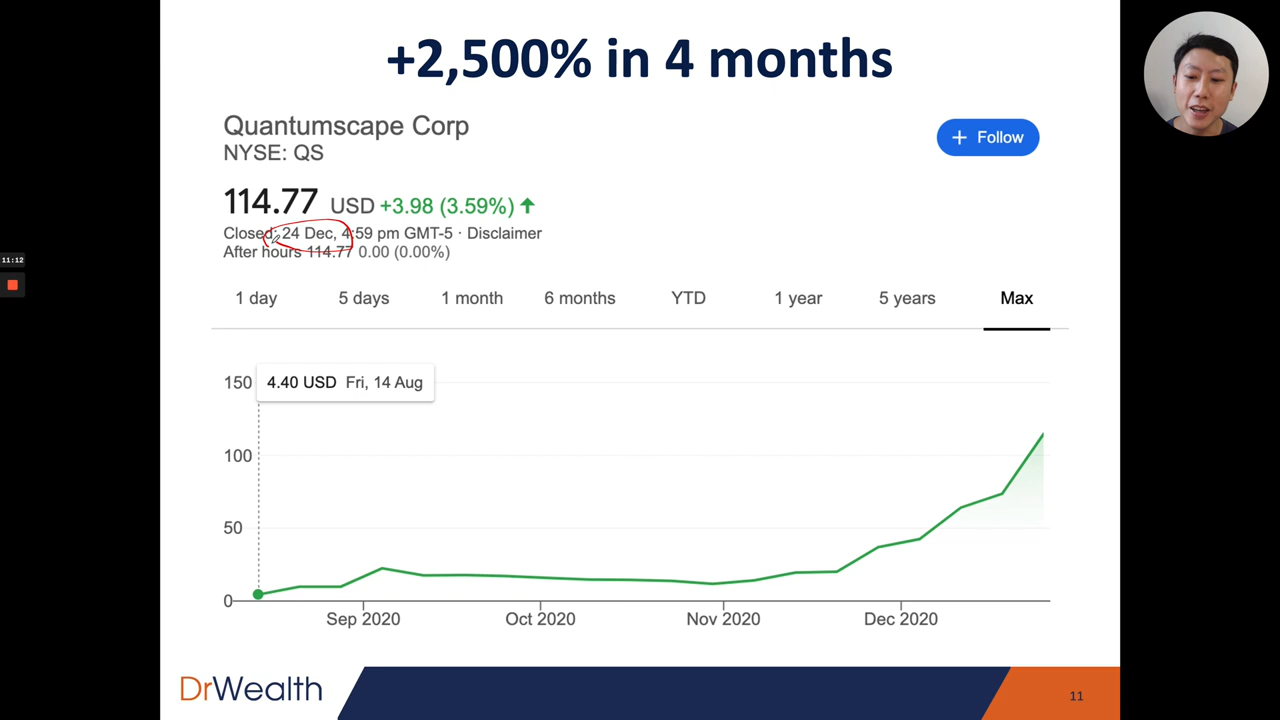 +2,500% in 4 months
Quantumscape Corp
NYSE: QS
+ Follow
114.77 USD +3.98 (3.59%) ↑
Closed: 24 Dec, 4:59 pm GMT-5 · Disclaimer
After hours 114.77 0.00 (0.00%)
11:12
1 day 5 days 1 month 6 months YTD 1 year 5 years Max
150
4.40 USD Fri, 14 Aug
100
50
0
Sep 2020 Oct 2020 Nov 2020 Dec 2020
DrWealth
11